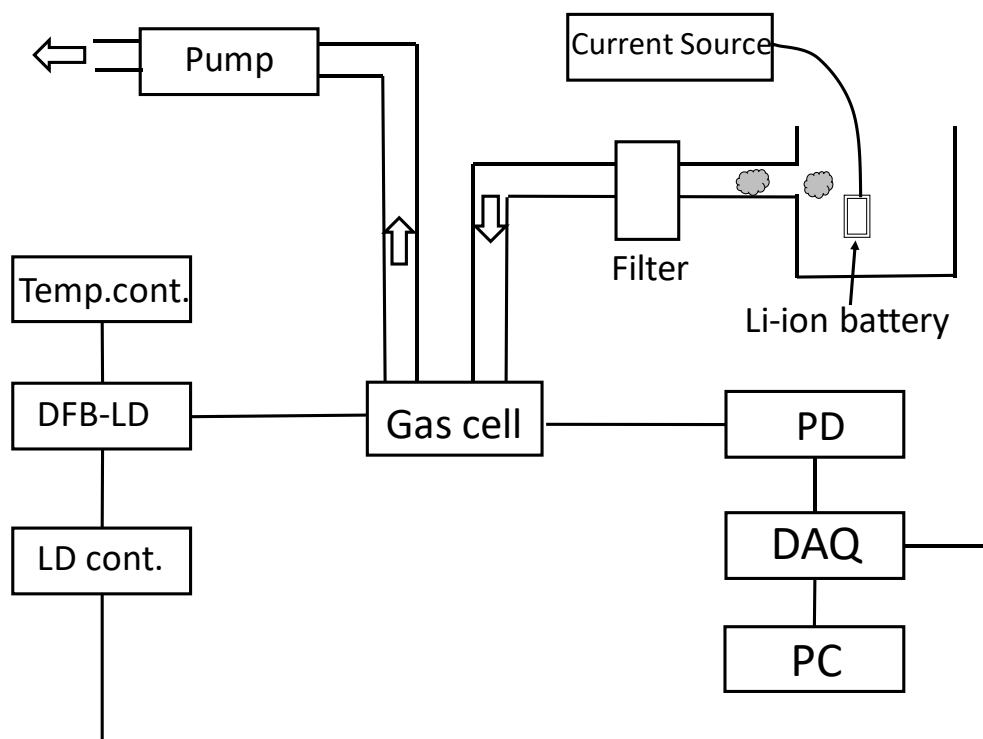 Pump
Current Source
Filter
Li-ion battery
Temp.cont.
DFB-LD
Gas cell
PD
LD cont.
DAQ
PC